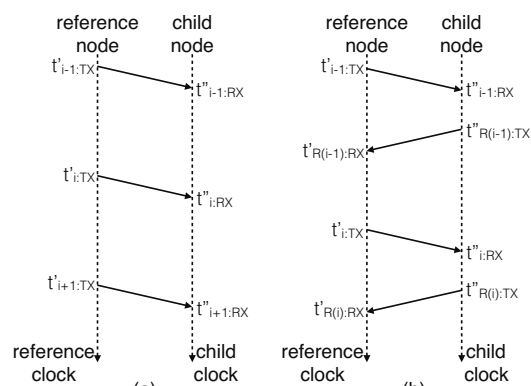 reference node
child node
t'i-1:TX
t"i-1:RX
t'i:TX
t"i:RX
t'i+1:TX
t"i+1:RX
reference clock
child clock
(a)
reference node
child node
t'i-1:TX
t"i-1:RX
t"R(i-1):TX
t'R(i-1):RX
t'i:TX
t"i:RX
t"R(i):TX
t'R(i):RX
reference clock
child clock
(b)